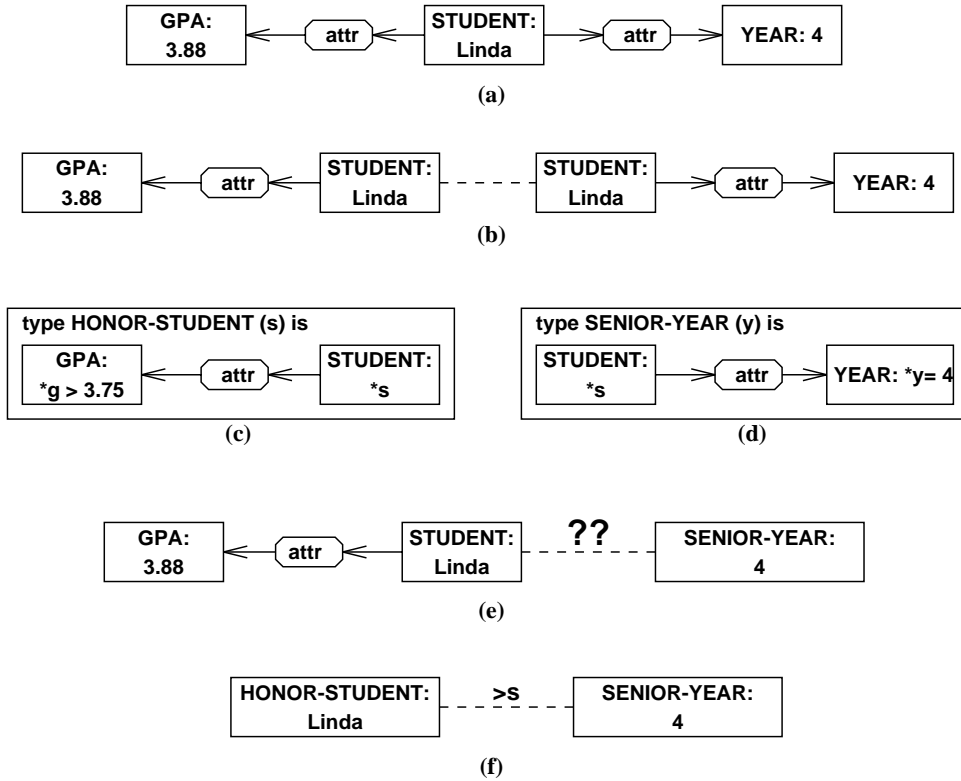 GPA:
3.88
attr
STUDENT:
Linda
attr
YEAR: 4
(a)
GPA:
3.88
attr
STUDENT:
Linda
STUDENT:
Linda
attr
YEAR: 4
(b)
type HONOR-STUDENT (s) is
GPA:
*g > 3.75
attr
STUDENT:
*s
(c)
type SENIOR-YEAR (y) is
STUDENT:
*s
attr
YEAR: *y= 4
(d)
GPA:
3.88
attr
STUDENT:
Linda
??
SENIOR-YEAR:
4
(e)
HONOR-STUDENT:
Linda
>s
SENIOR-YEAR:
4
(f)